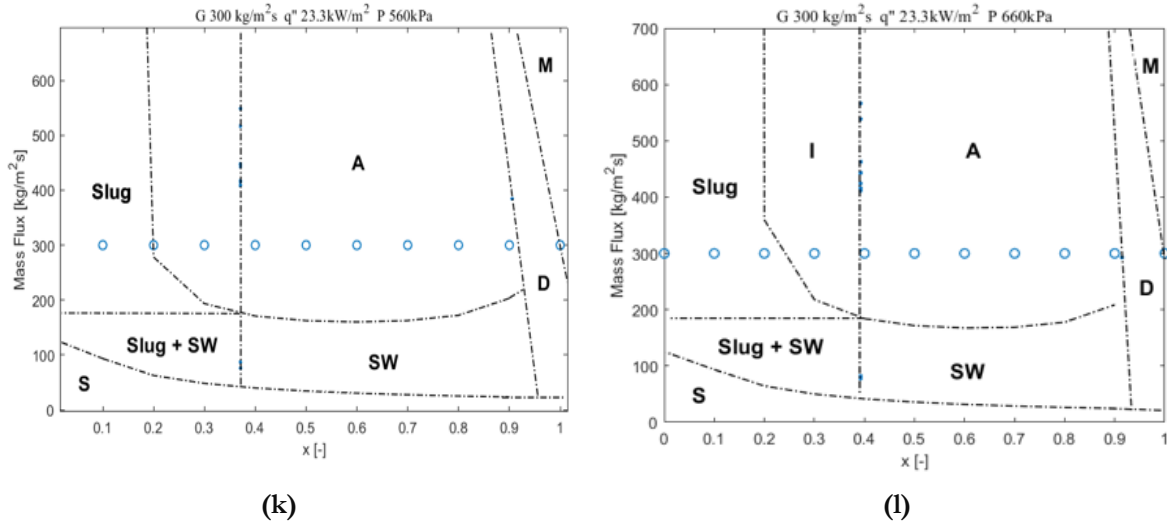 G 300 kg/m²s q" 23.3kW/m² P 560kPa
Mass Flux [kg/m²s]
600
500
400
300
200
100
0
Slug
A
M
D
Slug + SW
SW
S
0.1 0.2 0.3 0.4 0.5 0.6 0.7 0.8 0.9 1
x [-]
(k)
G 300 kg/m²s q" 23.3kW/m² P 660kPa
Mass Flux [kg/m²s]
700
600
500
400
300
200
100
0
Slug
I
A
M
D
Slug + SW
SW
S
0 0.1 0.2 0.3 0.4 0.5 0.6 0.7 0.8 0.9 1
x [-]
(l)